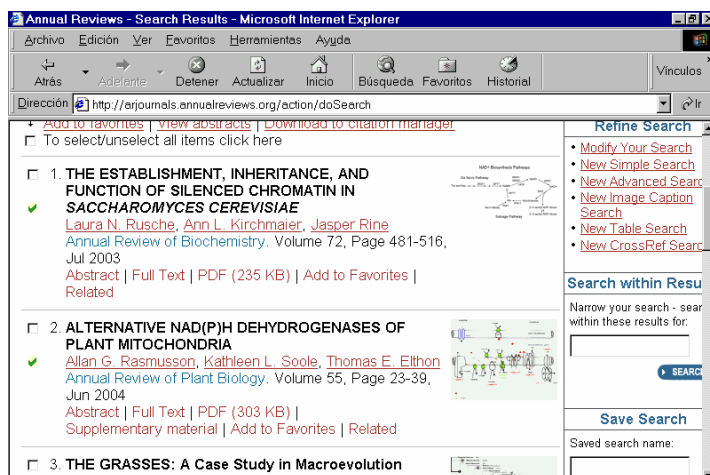 Annual Reviews - Search Results - Microsoft Internet Explorer
Archivo Edición Ver Favoritos Herramientas Ayuda
Atrás Adelante Detener Actualizar Inicio Búsqueda Favoritos Historial Vínculos
Dirección http://arjournals.annualreviews.org/action/doSearch Ir
Add to favorites | View abstracts | Download to citation manager
To select/unselect all items click here
1. THE ESTABLISHMENT, INHERITANCE, AND
FUNCTION OF SILENCED CHROMATIN IN
SACCHAROMYCES CEREVISIAE
Laura N. Rusche, Ann L. Kirchmaier, Jasper Rine
Annual Review of Biochemistry. Volume 72, Page 481-516,
Jul 2003
Abstract | Full Text | PDF (235 KB) | Add to Favorites |
Related
NAD+ Biosynthesis Pathways
2. ALTERNATIVE NAD(P)H DEHYDROGENASES OF
PLANT MITOCHONDRIA
Allan G. Rasmusson, Kathleen L. Soole, Thomas E. Elthon
Annual Review of Plant Biology. Volume 55, Page 23-39,
Jun 2004
Abstract | Full Text | PDF (303 KB) |
Supplementary material | Add to Favorites | Related
3. THE GRASSES: A Case Study in Macroevolution
Refine Search
• Modify Your Search
• New Simple Search
• New Advanced Searc
• New Image Caption
Search
• New Table Search
• New CrossRef Searc
Search within Resu
Narrow your search - sear
within these results for:
SEARC
Save Search
Saved search name: